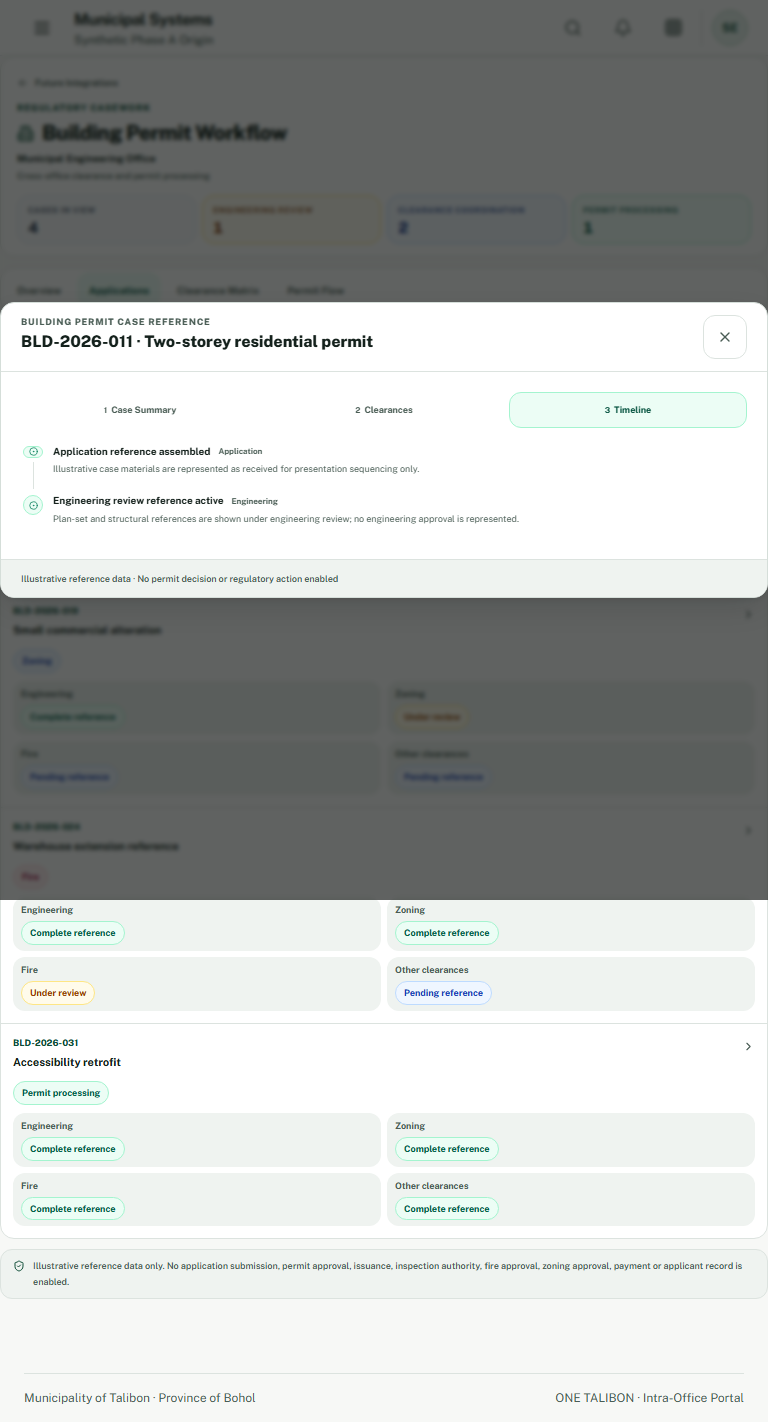 Municipal Systems
Synthetic Phase A Origin
SE
Future Integrations
REGULATORY CASEWORK
Building Permit Workflow
Municipal Engineering Office
Cross-office clearance and permit processing
CASES IN VIEW
4
ENGINEERING REVIEW
1
CLEARANCE COORDINATION
2
PERMIT PROCESSING
1
Overview
Applications
Clearance Matrix
Permit Flow
BUILDING PERMIT CASE REFERENCE
BLD-2026-011 · Two-storey residential permit
1 Case Summary
2 Clearances
3 Timeline
Application reference assembled Application
Illustrative case materials are represented as received for presentation sequencing only.
Engineering review reference active Engineering
Plan-set and structural references are shown under engineering review; no engineering approval is represented.
Illustrative reference data · No permit decision or regulatory action enabled
Small commercial alteration
Zoning
Engineering
Complete reference
Zoning
Under review
Fire
Pending reference
Other clearances
Pending reference
BLD-2026-024
Warehouse extension reference
Fire
Engineering
Complete reference
Zoning
Complete reference
Fire
Under review
Other clearances
Pending reference
BLD-2026-031
Accessibility retrofit
Permit processing
Engineering
Complete reference
Zoning
Complete reference
Fire
Complete reference
Other clearances
Complete reference
Illustrative reference data only. No application submission, permit approval, issuance, inspection authority, fire approval, zoning approval, payment or applicant record is
enabled.
Municipality of Talibon · Province of Bohol
ONE TALIBON · Intra-Office Portal